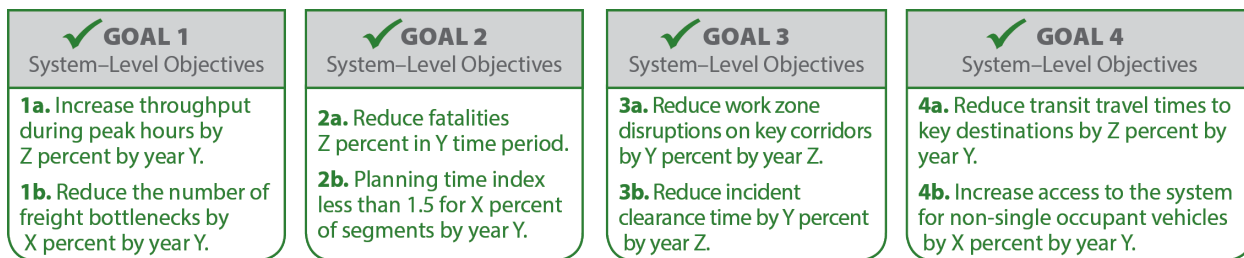 GOAL 1
System–Level Objectives
1a. Increase throughput
during peak hours by
Z percent by year Y.
1b. Reduce the number of
freight bottlenecks by
X percent by year Y.
GOAL 2
System–Level Objectives
2a. Reduce fatalities
Z percent in Y time period.
2b. Planning time index
less than 1.5 for X percent
of segments by year Y.
GOAL 3
System–Level Objectives
3a. Reduce work zone
disruptions on key corridors
by Y percent by year Z.
3b. Reduce incident
clearance time by Y percent
by year Z.
GOAL 4
System–Level Objectives
4a. Reduce transit travel times to
key destinations by Z percent by
year Y.
4b. Increase access to the system
for non-single occupant vehicles
by X percent by year Y.